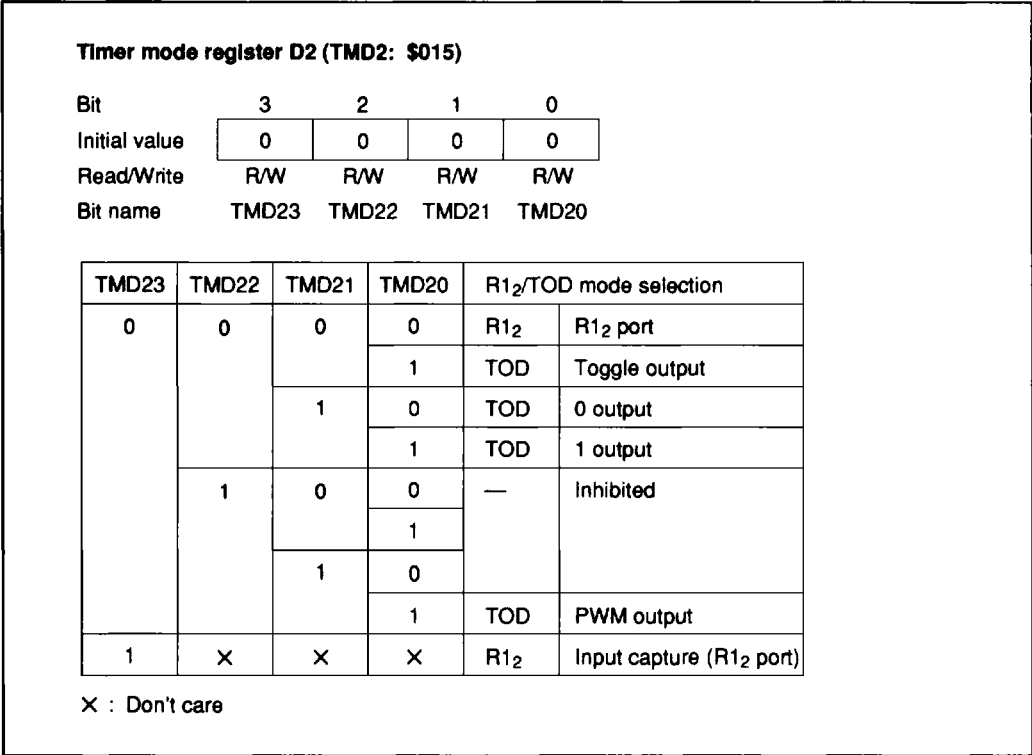 Timer mode register D2 (TMD2: $015)
Bit 3 2 1 0
Initial value 0 0 0 0
Read/Write R/W R/W R/W R/W
Bit name TMD23 TMD22 TMD21 TMD20
TMD23 TMD22 TMD21 TMD20 R1₂/TOD mode selection
0 0 0 0 R1₂ R1₂ port
1 TOD Toggle output
1 0 TOD 0 output
1 TOD 1 output
1 0 0 — Inhibited
1
1 0
1 TOD PWM output
1 × × × R1₂ Input capture (R1₂ port)
× : Don't care